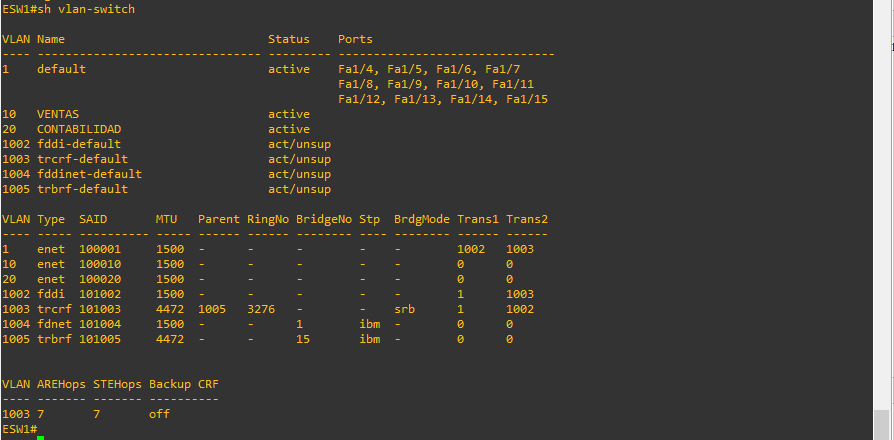 ESW1#sh vlan-switch
VLAN Name                             Status    Ports
---- -------------------------------- --------- -------------------------------
1    default                          active    Fa1/4, Fa1/5, Fa1/6, Fa1/7
                                                Fa1/8, Fa1/9, Fa1/10, Fa1/11
                                                Fa1/12, Fa1/13, Fa1/14, Fa1/15
10   VENTAS                           active
20   CONTABILIDAD                     active
1002 fddi-default                     act/unsup
1003 trcrf-default                    act/unsup
1004 fddinet-default                  act/unsup
1005 trbrf-default                    act/unsup
VLAN Type  SAID       MTU   Parent RingNo BridgeNo Stp  BrdgMode Trans1 Trans2
---- ----- ---------- ----- ------ ------ -------- ---- -------- ------ ------
1    enet  100001     1500  -      -      -        -    -        1002   1003
10   enet  100010     1500  -      -      -        -    -        0      0
20   enet  100020     1500  -      -      -        -    -        0      0
1002 fddi  101002     1500  -      -      -        -    -        1      1003
1003 trcrf 101003     4472  1005   3276   -        -    srb      1      1002
1004 fdnet 101004     1500  -      -      1        ibm  -        0      0
1005 trbrf 101005     4472  -      -      15       ibm  -        0      0
VLAN AREHops STEHops Backup CRF
---- ------- ------- ----------
1003 7       7       off
ESW1#